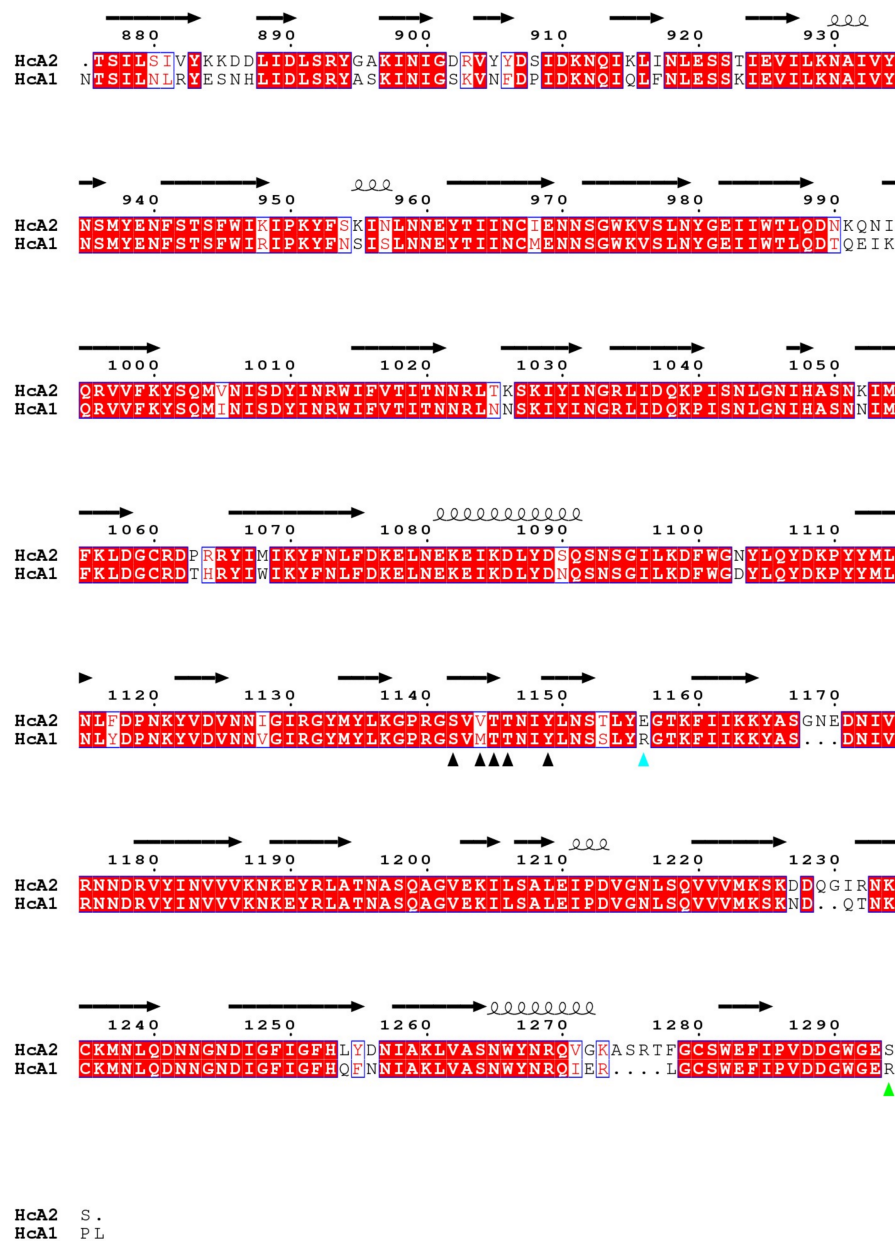 880 890 900 910 920 930
HcA2 .TSILSIVYKKDDLIDLSRYGAKINIGDRVYYDSIDKNQIKLINLESSTIEVILKNAIVY
HcA1 NTSILNLRYESNHLIDLSRYASKINIGSKVNFDPIDKNQIQLFNLESSKIEVILKNAIVY
940 950 960 970 980 990
HcA2 NSMYENFSTSFWIKIPKYFSKINLNNEYTIINCIENNSGWKVSLNYGEIIWTLQDNKQNI
HcA1 NSMYENFSTSFWIRIPKYFNSISLNNEYTIINCMENNSGWKVSLNYGEIIWTLQDTQEIK
1000 1010 1020 1030 1040 1050
HcA2 QRVVFKYSQMVNISDYINRWIFVTITNNRLTKSKIYINGRLIDQKPISNLGNIHASNKIM
HcA1 QRVVFKYSQMINISDYINRWIFVTITNNRLNNSKIYINGRLIDQKPISNLGNIHASNNIM
1060 1070 1080 1090 1100 1110
HcA2 FKLDGCRDPRRYIMIKYFNLFDKELNEKEIKDLYDSQSNSGILKDFWGNYLQYDKPYYML
HcA1 FKLDGCRDTHRYIWIKYFNLFDKELNEKEIKDLYDNQSNSGILKDFWGDYLQYDKPYYML
1120 1130 1140 1150 1160 1170
HcA2 NLFDPNKYVDVNNIGIRGYMYLKGPRGSVVTTNIYLNSTLYEGTKFIIKKYASGNEDNIV
HcA1 NLYDPNKYVDVNNVGIRGYMYLKGPRGSVMTTNIYLNSSLYRGTKFIIKKYAS...DNIV
1180 1190 1200 1210 1220 1230
HcA2 RNNDRVYINVVVKNKEYRLATNASQAGVEKILSALEIPDVGNLSQVVVMKSKDDQGIRNK
HcA1 RNNDRVYINVVVKNKEYRLATNASQAGVEKILSALEIPDVGNLSQVVVMKSKND..QTNK
1240 1250 1260 1270 1280 1290
HcA2 CKMNLQDNNGNDIGFIGFHLYDNIAKLVASNWYNRQVGKASRTFGCSWEFIPVDDGWGES
HcA1 CKMNLQDNNGNDIGFIGFHQFNNIAKLVASNWYNRQIER....LGCSWEFIPVDDGWGER
HcA2 S.
HcA1 PL